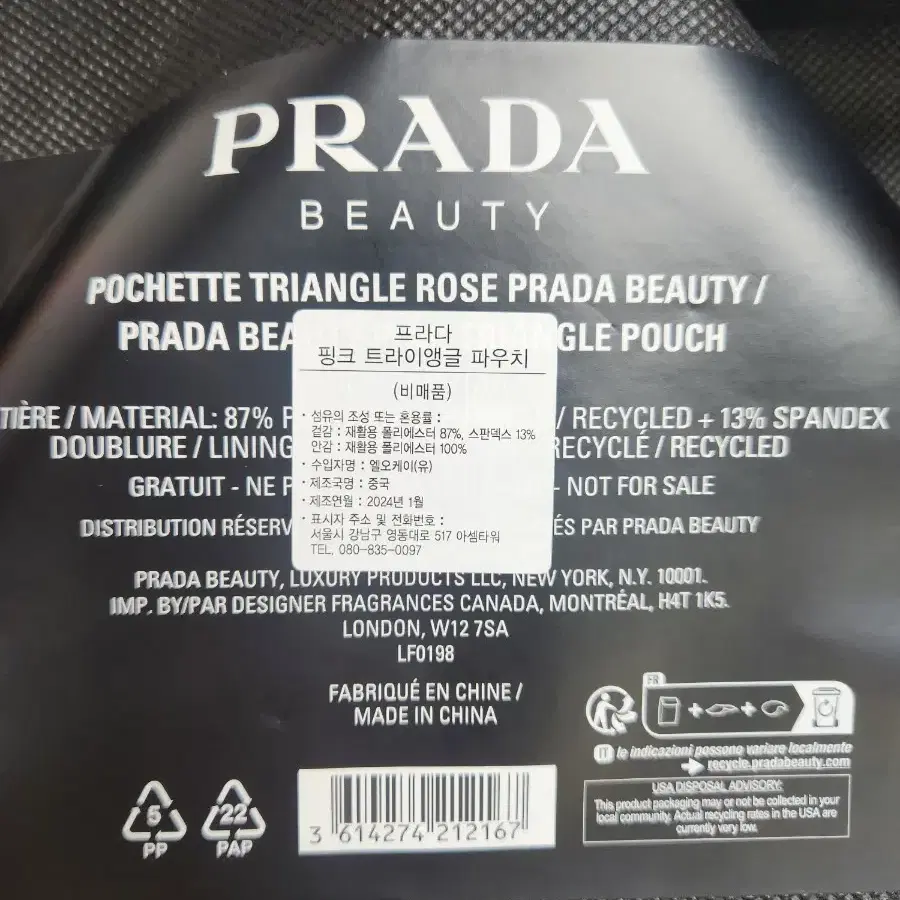 PRADA
BEAUTY
POCHETTE TRIANGLE ROSE PRADA BEAUTY /
PRADA BEA NGLE POUCH
프라다
핑크 트라이앵글 파우치
(비매품)
TIÈRE / MATERIAL: 87% P / RECYCLED + 13% SPANDEX
DOUBLURE / LINING RECYCLÉ / RECYCLED
· 섬유의 조성 또는 혼용률 :
겉감 : 재활용 폴리에스터 87%, 스판덱스 13%
안감 : 재활용 폴리에스터 100%
· 수입자명 : 엘오케이(유)
· 제조국명 : 중국
· 제조연월 : 2024년 1월
· 표시자 주소 및 전화번호 :
서울시 강남구 영동대로 517 아셈타워
TEL, 080-835-0097
GRATUIT - NE P - NOT FOR SALE
DISTRIBUTION RÉSERV ÉS PAR PRADA BEAUTY
PRADA BEAUTY, LUXURY PRODUCTS LLC, NEW YORK, N.Y. 10001.
IMP. BY/PAR DESIGNER FRAGRANCES CANADA, MONTRÉAL, H4T 1K5.
LONDON, W12 7SA
LF0198
FABRIQUÉ EN CHINE /
MADE IN CHINA
FR
IT le indicazioni possono variare localmente
recycle.pradabeauty.com
USA DISPOSAL ADVISORY:
This product packaging may or not be collected in your
local community. Actual recycling rates in the USA are
currently very low.
5
PP
22
PAP
3 614274 212167